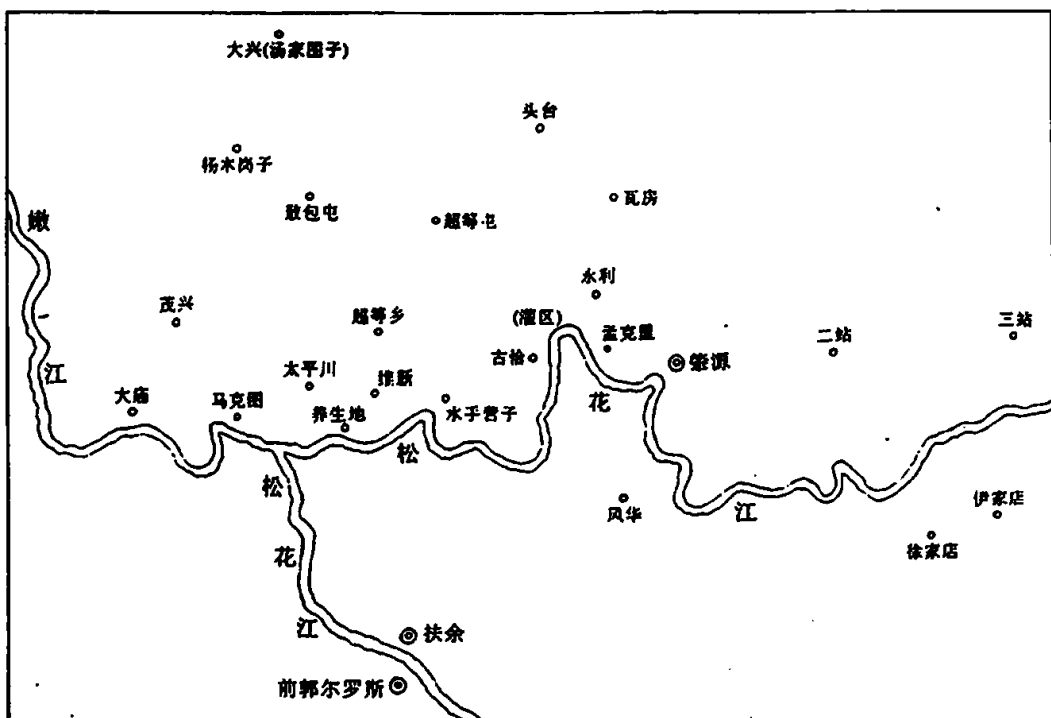 大兴(汤家围子)
头台
杨木岗子
敖包屯
超等屯
瓦房
嫩
江
茂兴
超等乡
永利
(灌区)
古恰
孟克里
肇源
二站
三站
大庙
马克图
太平川
维新
养生地
水手营子
松
花
江
松
花
江
风华
伊家店
徐家店
扶余
前郭尔罗斯